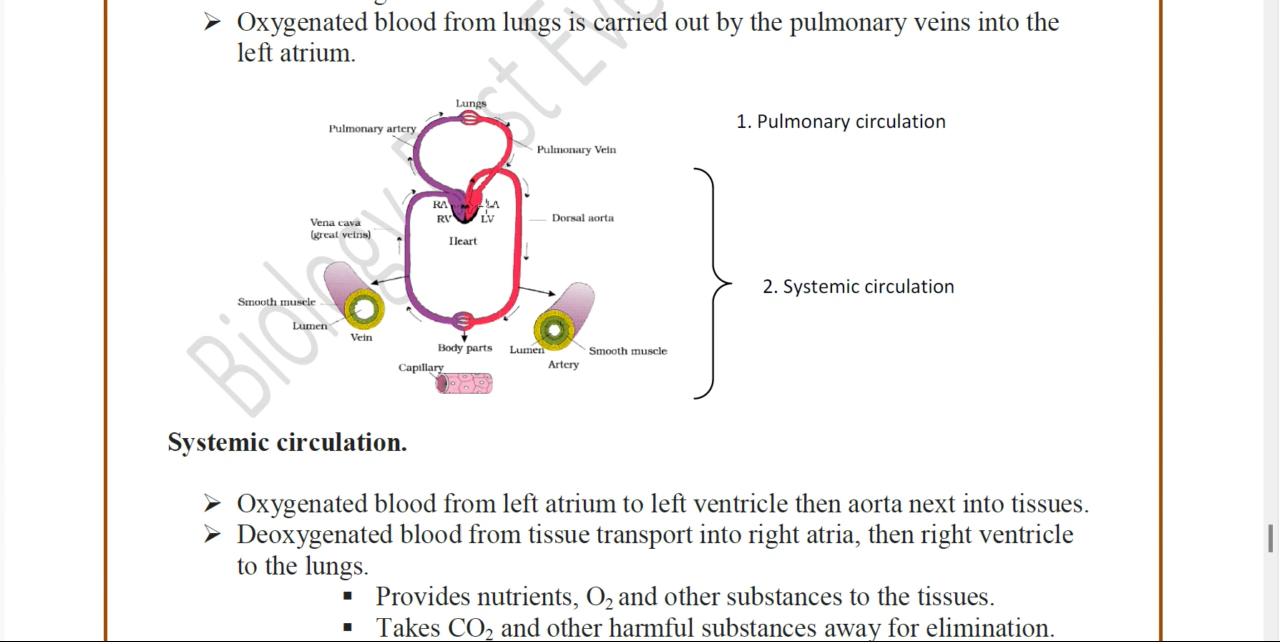 ➤ Oxygenated blood from lungs is carried out by the pulmonary veins into the
left atrium.
Lungs
Pulmonary artery
1. Pulmonary circulation
Pulmonary Vein
RA
LA
RV
LV
Vena cava
(great veins)
Dorsal aorta
Heart
2. Systemic circulation
Smooth muscle
Lumen
Vein
Body parts
Lumen
Smooth muscle
Artery
Capillary
Systemic circulation.
➤ Oxygenated blood from left atrium to left ventricle then aorta next into tissues.
➤ Deoxygenated blood from tissue transport into right atria, then right ventricle
to the lungs.
▪ Provides nutrients, O₂ and other substances to the tissues.
▪ Takes CO₂ and other harmful substances away for elimination.
Biology